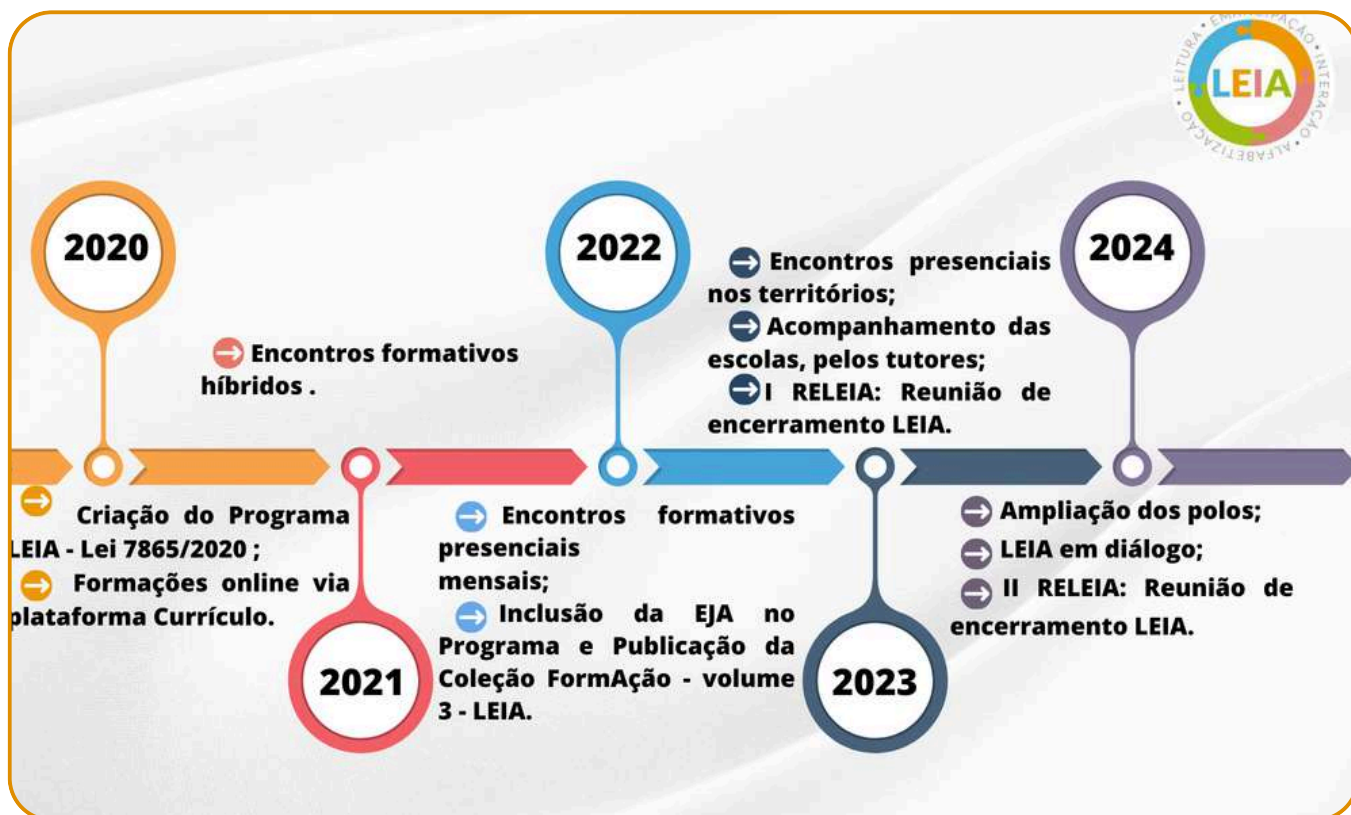 LEITURA • EMANCIPAÇÃO • INTERAÇÃO • ALFABETIZAÇÃO •
LEIA
2020
Criação do Programa
LEIA - Lei 7865/2020 ;
Formações online via
plataforma Currículo.
2021
Encontros formativos
híbridos .
2022
Encontros formativos
presenciais
mensais;
Inclusão da EJA no
Programa e Publicação da
Coleção FormAção - volume
3 - LEIA.
2023
Encontros presenciais
nos territórios;
Acompanhamento das
escolas, pelos tutores;
I RELEIA: Reunião de
encerramento LEIA.
2024
Ampliação dos polos;
LEIA em diálogo;
II RELEIA: Reunião de
encerramento LEIA.